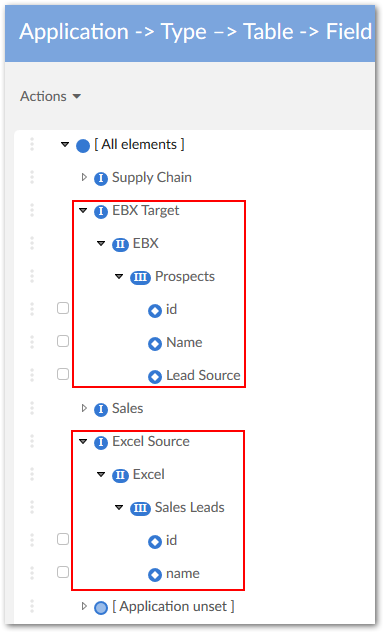 Application -> Type –> Table -> Field
Actions
[ All elements ]
I Supply Chain
I EBX Target
II EBX
III Prospects
id
Name
Lead Source
I Sales
I Excel Source
II Excel
III Sales Leads
id
name
[ Application unset ]